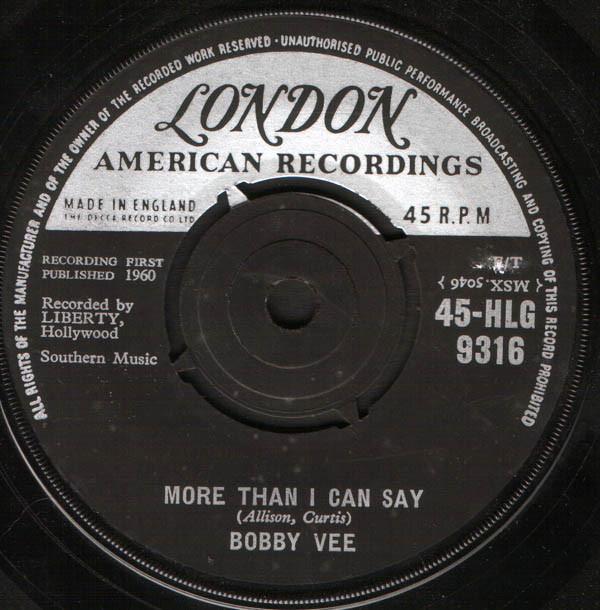 ALL RIGHTS OF THE MANUFACTURER AND OF THE OWNER OF THE RECORDED WORK RESERVED · UNAUTHORISED PUBLIC PERFORMANCE BROADCASTING AND COPYING OF THIS RECORD PROHIBITED
LONDON
AMERICAN RECORDINGS
MADE IN ENGLAND
THE DECCA RECORD CO LTD
45 R.P.M
RECORDING FIRST
PUBLISHED 1960
/T
{ MSX.5046 }
Recorded by
LIBERTY,
Hollywood
45-HLG
9316
Southern Music
MORE THAN I CAN SAY
(Allison, Curtis)
BOBBY VEE